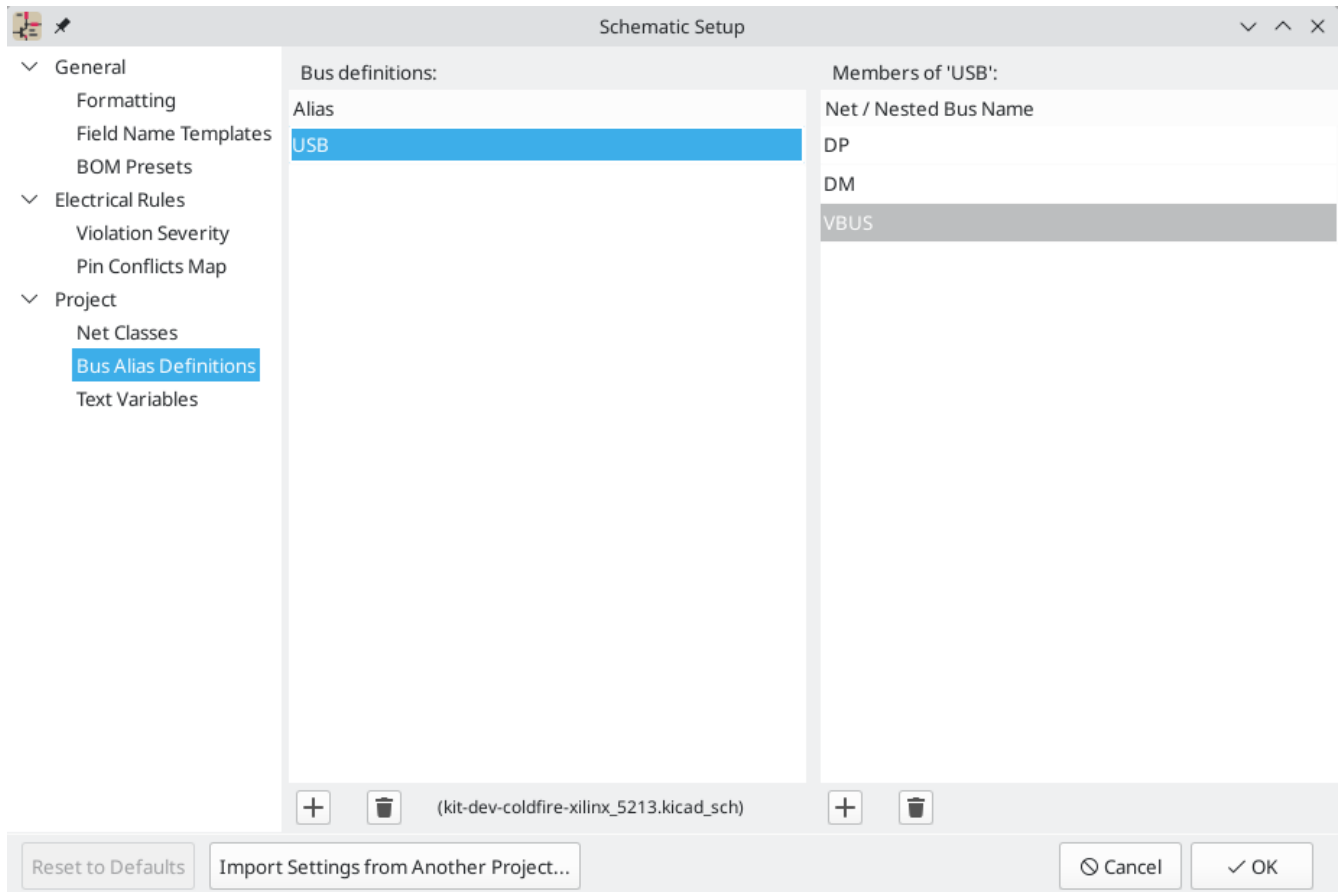 Schematic Setup
General
Formatting
Field Name Templates
BOM Presets
Electrical Rules
Violation Severity
Pin Conflicts Map
Project
Net Classes
Bus Alias Definitions
Text Variables
Bus definitions:
Alias
USB
(kit-dev-coldfire-xilinx_5213.kicad_sch)
Members of 'USB':
Net / Nested Bus Name
DP
DM
VBUS
Reset to Defaults
Import Settings from Another Project...
Cancel
OK